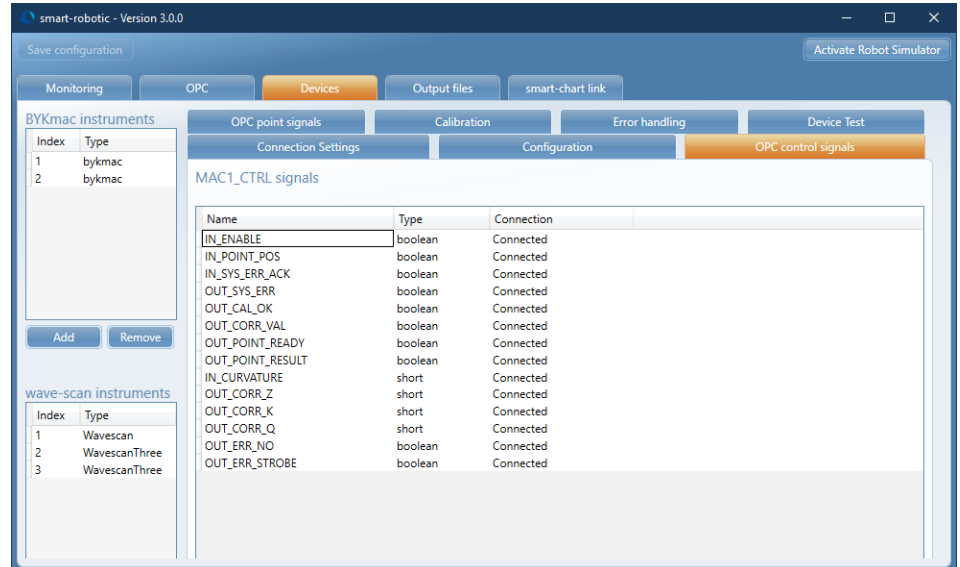 smart-robotic - Version 3.0.0
Save configuration
Activate Robot Simulator
Monitoring OPC Devices Output files smart-chart link
BYKmac instruments
Index Type
1 bykmac
2 bykmac
Add Remove
wave-scan instruments
Index Type
1 Wavescan
2 WavescanThree
3 WavescanThree
OPC point signals Calibration Error handling Device Test
Connection Settings Configuration OPC control signals
MAC1_CTRL signals
Name Type Connection
IN_ENABLE boolean Connected
IN_POINT_POS boolean Connected
IN_SYS_ERR_ACK boolean Connected
OUT_SYS_ERR boolean Connected
OUT_CAL_OK boolean Connected
OUT_CORR_VAL boolean Connected
OUT_POINT_READY boolean Connected
OUT_POINT_RESULT boolean Connected
IN_CURVATURE short Connected
OUT_CORR_Z short Connected
OUT_CORR_K short Connected
OUT_CORR_Q short Connected
OUT_ERR_NO boolean Connected
OUT_ERR_STROBE boolean Connected